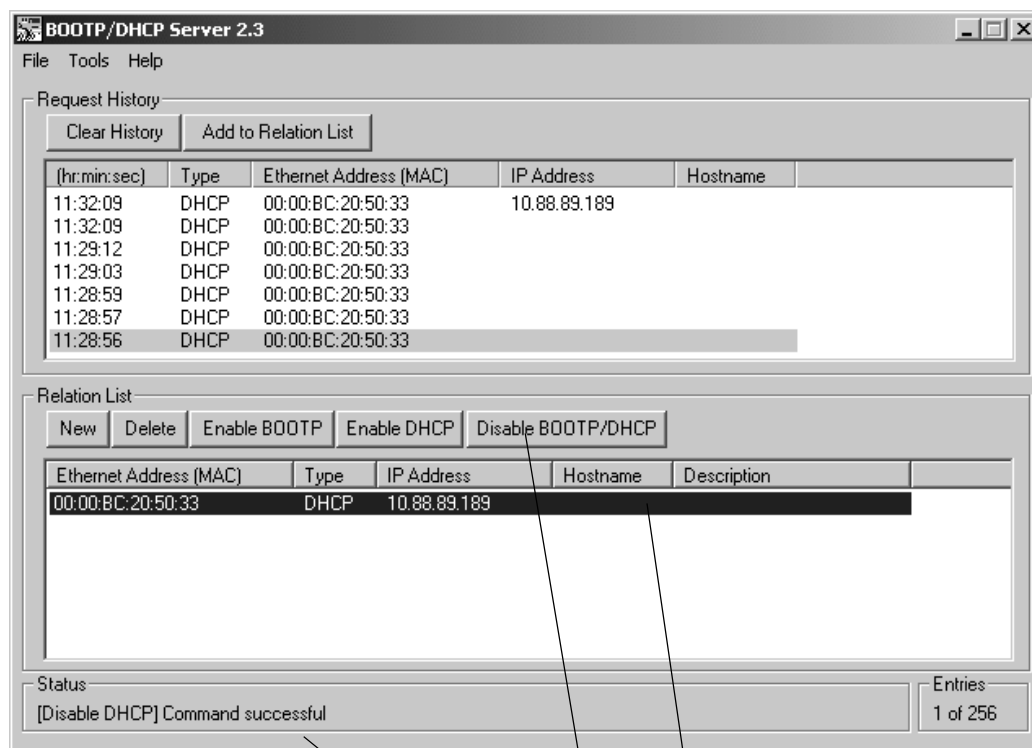 BOOTP/DHCP Server 2.3
File Tools Help
Request History
Clear History Add to Relation List
(hr:min:sec) Type Ethernet Address (MAC) IP Address Hostname
11:32:09 DHCP 00:00:BC:20:50:33 10.88.89.189
11:32:09 DHCP 00:00:BC:20:50:33
11:29:12 DHCP 00:00:BC:20:50:33
11:29:03 DHCP 00:00:BC:20:50:33
11:28:59 DHCP 00:00:BC:20:50:33
11:28:57 DHCP 00:00:BC:20:50:33
11:28:56 DHCP 00:00:BC:20:50:33
Relation List
New Delete Enable BOOTP Enable DHCP Disable BOOTP/DHCP
Ethernet Address (MAC) Type IP Address Hostname Description
00:00:BC:20:50:33 DHCP 10.88.89.189
Status
[Disable DHCP] Command successful
Entries
1 of 256